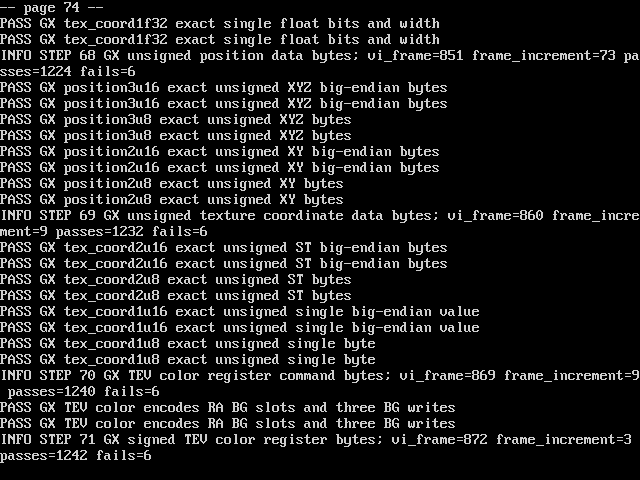 -- page 74 --
PASS GX tex_coord1f32 exact single float bits and width
PASS GX tex_coord1f32 exact single float bits and width
INFO STEP 68 GX unsigned position data bytes; vi_frame=851 frame_increment=73 pa
sses=1224 fails=6
PASS GX position3u16 exact unsigned XYZ big-endian bytes
PASS GX position3u16 exact unsigned XYZ big-endian bytes
PASS GX position3u8 exact unsigned XYZ bytes
PASS GX position3u8 exact unsigned XYZ bytes
PASS GX position2u16 exact unsigned XY big-endian bytes
PASS GX position2u16 exact unsigned XY big-endian bytes
PASS GX position2u8 exact unsigned XY bytes
PASS GX position2u8 exact unsigned XY bytes
INFO STEP 69 GX unsigned texture coordinate data bytes; vi_frame=860 frame_incre
ment=9 passes=1232 fails=6
PASS GX tex_coord2u16 exact unsigned ST big-endian bytes
PASS GX tex_coord2u16 exact unsigned ST big-endian bytes
PASS GX tex_coord2u8 exact unsigned ST bytes
PASS GX tex_coord2u8 exact unsigned ST bytes
PASS GX tex_coord1u16 exact unsigned single big-endian value
PASS GX tex_coord1u16 exact unsigned single big-endian value
PASS GX tex_coord1u8 exact unsigned single byte
PASS GX tex_coord1u8 exact unsigned single byte
INFO STEP 70 GX TEV color register command bytes; vi_frame=869 frame_increment=9
 passes=1240 fails=6
PASS GX TEV color encodes RA BG slots and three BG writes
PASS GX TEV color encodes RA BG slots and three BG writes
INFO STEP 71 GX signed TEV color register bytes; vi_frame=872 frame_increment=3
passes=1242 fails=6